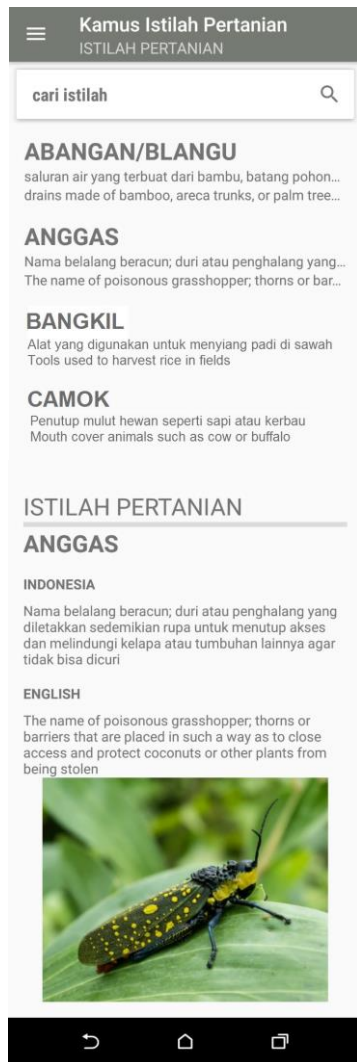 Kamus Istilah Pertanian
ISTILAH PERTANIAN
cari istilah
ABANGAN/BLANGU
saluran air yang terbuat dari bambu, batang pohon...
drains made of bamboo, areca trunks, or palm tree...
ANGGAS
Nama belalang beracun; duri atau penghalang yang...
The name of poisonous grasshopper; thorns or bar...
BANGKIL
Alat yang digunakan untuk menyiang padi di sawah
Tools used to harvest rice in fields
CAMOK
Penutup mulut hewan seperti sapi atau kerbau
Mouth cover animals such as cow or buffalo
ISTILAH PERTANIAN
ANGGAS
INDONESIA
Nama belalang beracun; duri atau penghalang yang
diletakkan sedemikian rupa untuk menutup akses
dan melindungi kelapa atau tumbuhan lainnya agar
tidak bisa dicuri
ENGLISH
The name of poisonous grasshopper; thorns or
barriers that are placed in such a way as to close
access and protect coconuts or other plants from
being stolen